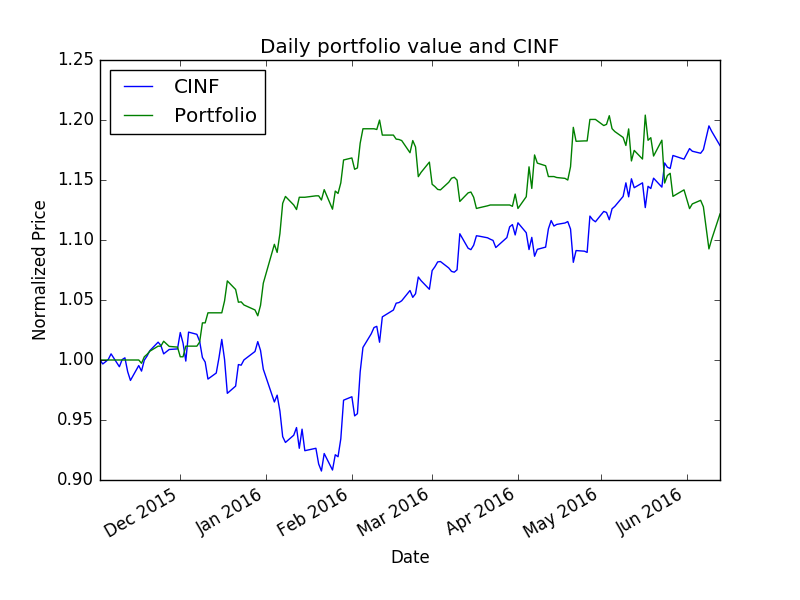 Daily portfolio value and CINF
CINF
Portfolio
1.25
1.20
1.15
1.10
1.05
1.00
0.95
0.90
Normalized Price
Dec 2015
Jan 2016
Feb 2016
Mar 2016
Apr 2016
May 2016
Jun 2016
Date